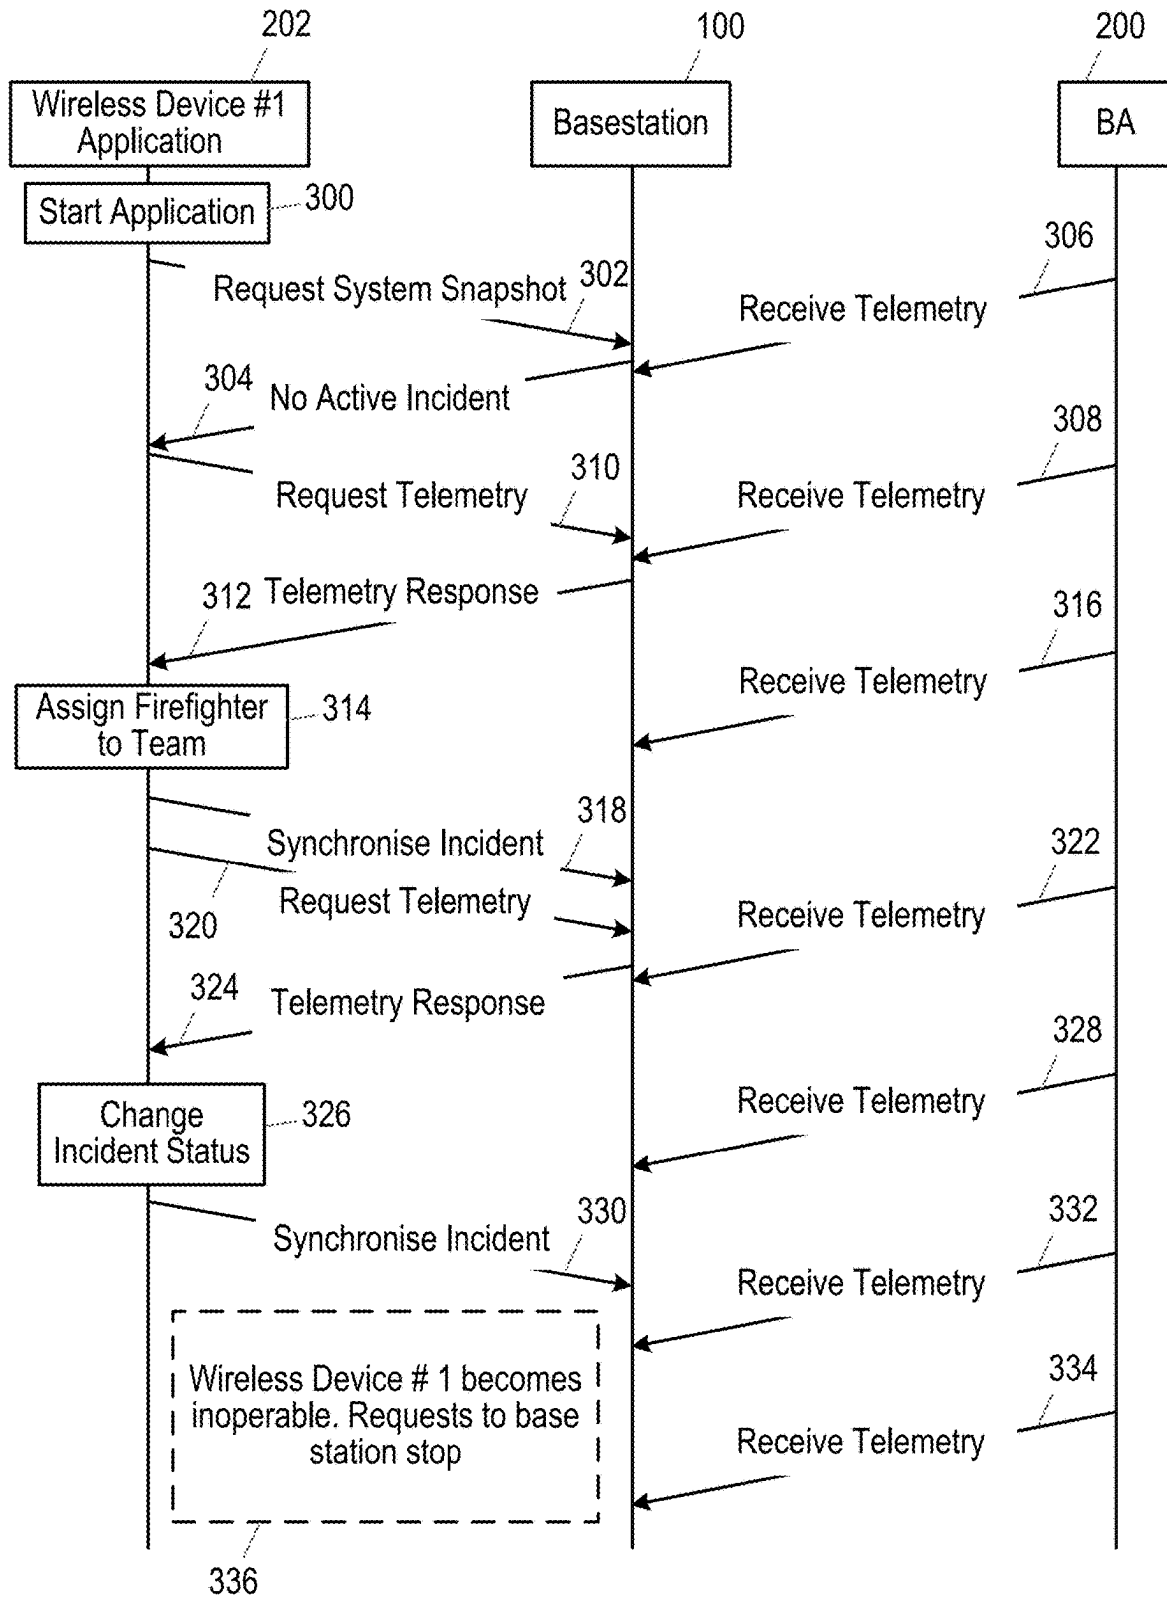 202
100
200
Wireless Device #1
Application
Basestation
BA
Start Application
300
306
Request System Snapshot
302
Receive Telemetry
304
No Active Incident
308
Request Telemetry
310
Receive Telemetry
312
Telemetry Response
316
Receive Telemetry
Assign Firefighter
to Team
314
318
Synchronise Incident
322
320
Request Telemetry
Receive Telemetry
324
Telemetry Response
328
Change
Incident Status
326
Receive Telemetry
330
332
Synchronise Incident
Receive Telemetry
334
Wireless Device # 1 becomes
inoperable. Requests to base
station stop
Receive Telemetry
336